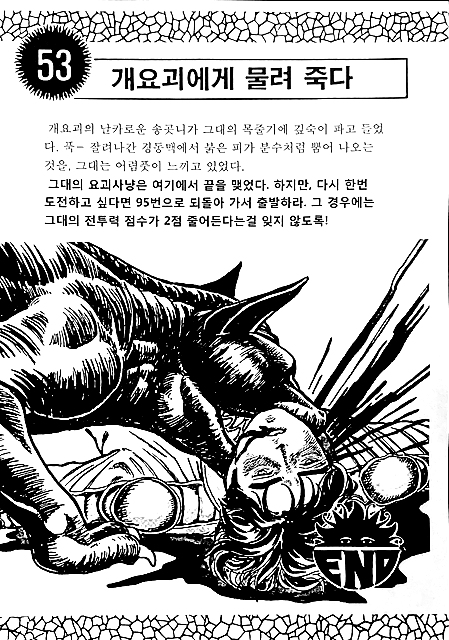 53
개요괴에게 물려 죽다
개요괴의 날카로운 송곳니가 그대의 목줄기에 깊숙이 파고 들었
다. 푹- 잘려나간 경동맥에서 붉은 피가 분수처럼 뿜어 나오는
것을, 그대는 어렴풋이 느끼고 있었다.
그대의 요괴사냥은 여기에서 끝을 맺었다. 하지만, 다시 한번
도전하고 싶다면 95번으로 되돌아 가서 출발하라. 그 경우에는
그대의 전투력 점수가 2점 줄어든다는걸 잊지 않도록!
END